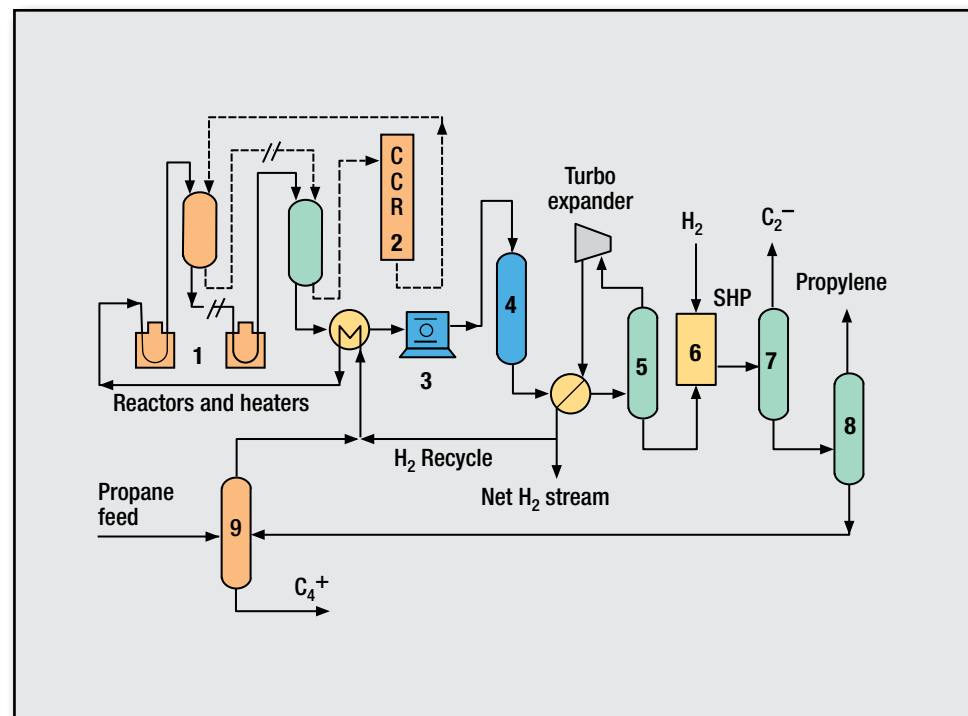 C
C
R
2
Turbo
expander
H₂
C₂⁻
SHP
Propylene
4
5
6
7
8
1
3
Reactors and heaters
H₂ Recycle
Net H₂ stream
Propane
feed
9
C₄⁺